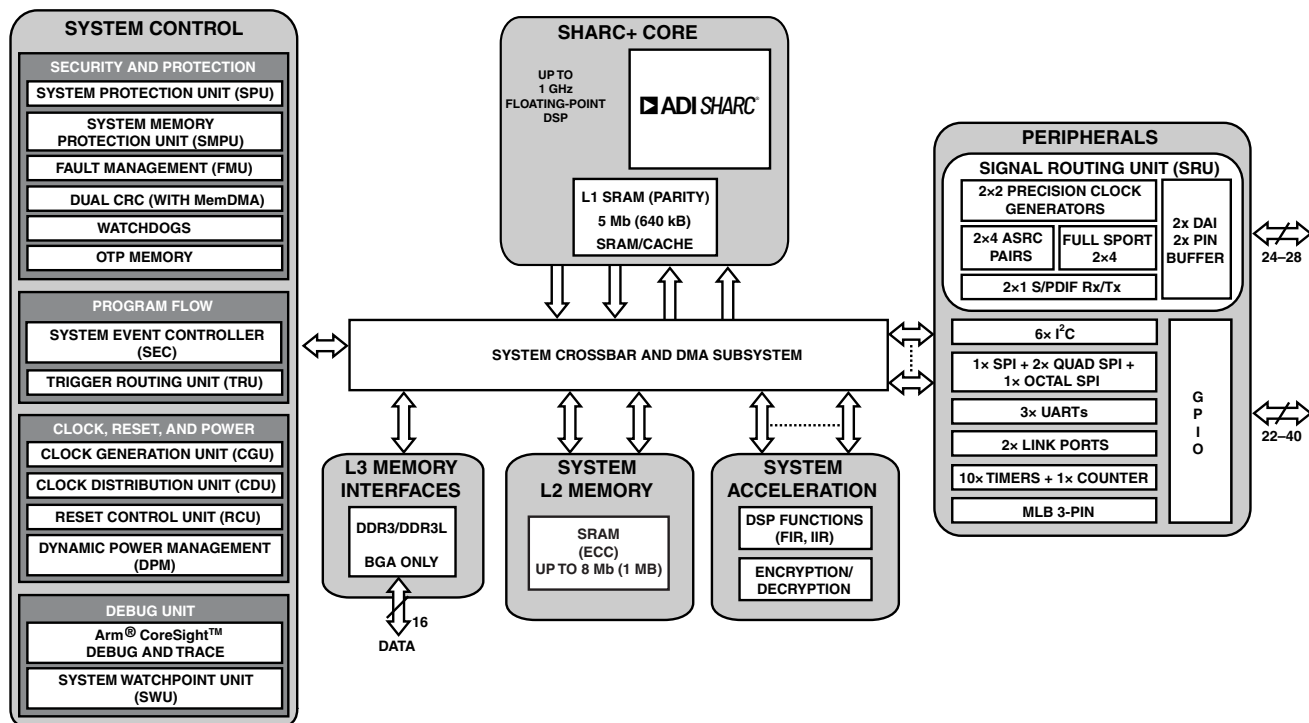 SYSTEM CONTROL
SECURITY AND PROTECTION
SYSTEM PROTECTION UNIT (SPU)
SYSTEM MEMORY
PROTECTION UNIT (SMPU)
FAULT MANAGEMENT (FMU)
DUAL CRC (WITH MemDMA)
WATCHDOGS
OTP MEMORY
PROGRAM FLOW
SYSTEM EVENT CONTROLLER
(SEC)
TRIGGER ROUTING UNIT (TRU)
CLOCK, RESET, AND POWER
CLOCK GENERATION UNIT (CGU)
CLOCK DISTRIBUTION UNIT (CDU)
RESET CONTROL UNIT (RCU)
DYNAMIC POWER MANAGEMENT
(DPM)
DEBUG UNIT
Arm® CoreSight™
DEBUG AND TRACE
SYSTEM WATCHPOINT UNIT
(SWU)
SHARC+ CORE
UP TO
1 GHz
FLOATING-POINT
DSP
ADI SHARC®
L1 SRAM (PARITY)
5 Mb (640 kB)
SRAM/CACHE
SYSTEM CROSSBAR AND DMA SUBSYSTEM
L3 MEMORY
INTERFACES
DDR3/DDR3L
BGA ONLY
16
DATA
SYSTEM
L2 MEMORY
SRAM
(ECC)
UP TO 8 Mb (1 MB)
SYSTEM
ACCELERATION
DSP FUNCTIONS
(FIR, IIR)
ENCRYPTION/
DECRYPTION
PERIPHERALS
SIGNAL ROUTING UNIT (SRU)
2×2 PRECISION CLOCK
GENERATORS
2×4 ASRC
PAIRS
FULL SPORT
2×4
2×1 S/PDIF Rx/Tx
2x DAI
2x PIN
BUFFER
24–28
6× I²C
1× SPI + 2× QUAD SPI +
1× OCTAL SPI
3× UARTs
2× LINK PORTS
10× TIMERS + 1× COUNTER
MLB 3-PIN
GPIO
22–40